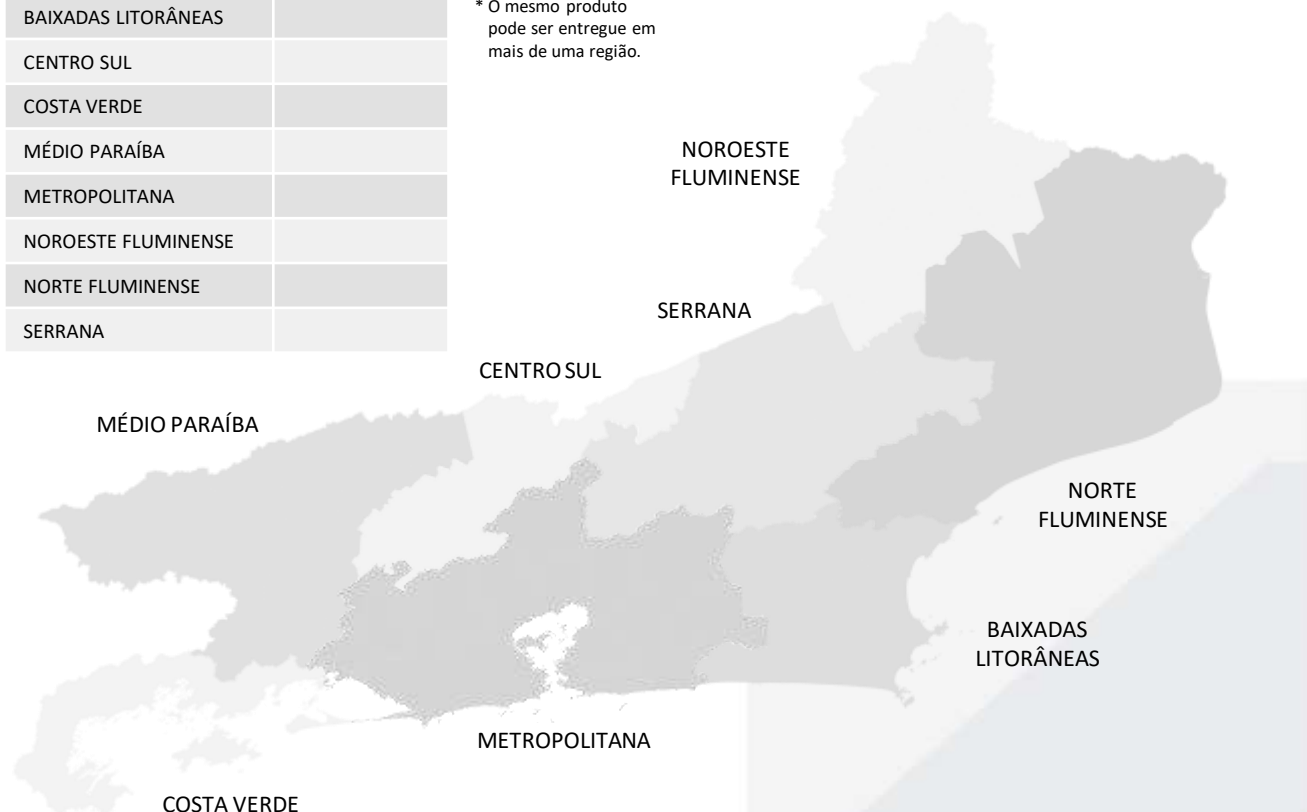 BAIXADAS LITORÂNEAS
CENTRO SUL
COSTA VERDE
MÉDIO PARAÍBA
METROPOLITANA
NOROESTE FLUMINENSE
NORTE FLUMINENSE
SERRANA
* O mesmo produto
pode ser entregue em
mais de uma região.
NOROESTE
FLUMINENSE
SERRANA
CENTRO SUL
MÉDIO PARAÍBA
NORTE
FLUMINENSE
BAIXADAS
LITORÂNEAS
METROPOLITANA
COSTA VERDE